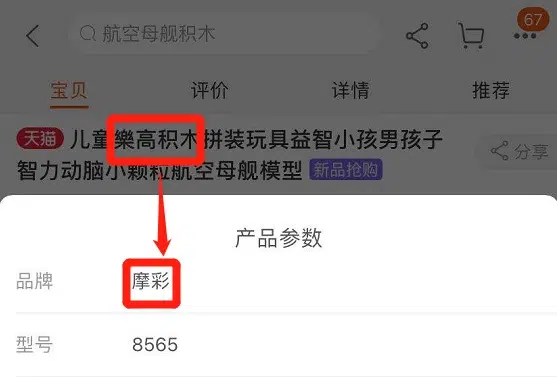 航空母舰积木
67
宝贝
评价
详情
推荐
天猫 儿童樂高积木拼装玩具益智小孩男孩子
智力动脑小颗粒航空母舰模型 新品抢购
分享
产品参数
品牌 摩彩
型号 8565